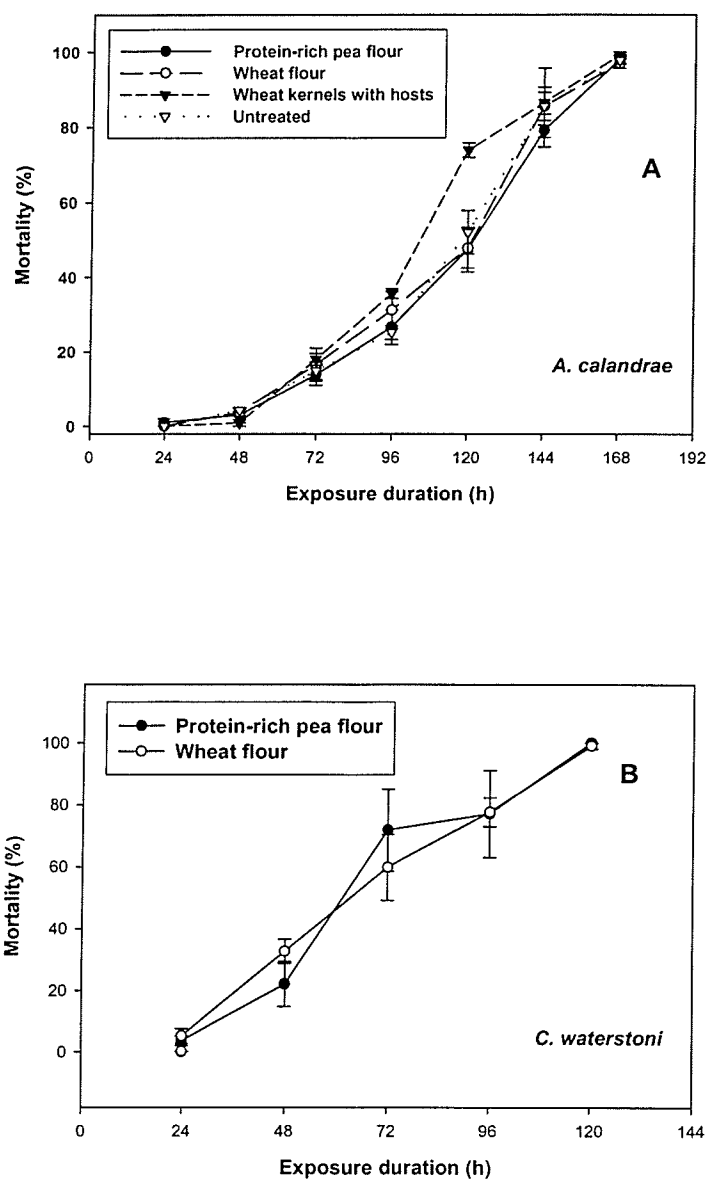 100
80
60
40
20
0
Mortality (%)
Protein-rich pea flour
Wheat flour
Wheat kernels with hosts
Untreated
A
A. calandrae
0 24 48 72 96 120 144 168 192
Exposure duration (h)
100
80
60
40
20
0
Mortality (%)
Protein-rich pea flour
Wheat flour
B
C. waterstoni
0 24 48 72 96 120 144
Exposure duration (h)